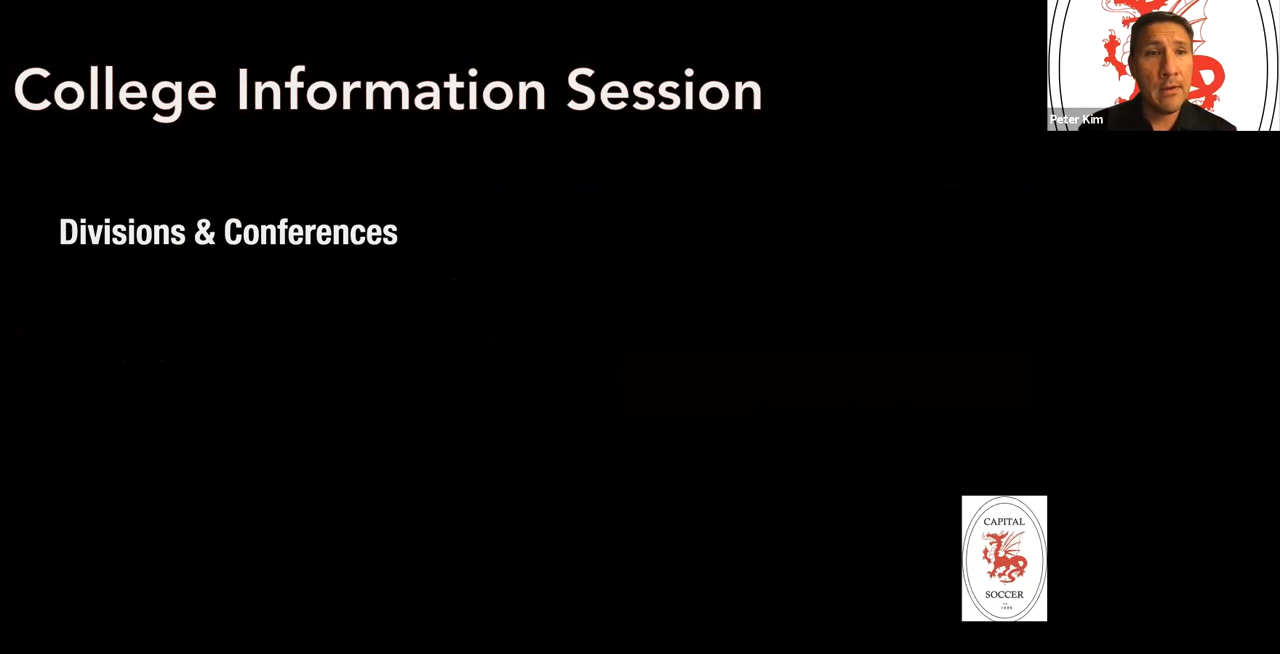 College Information Session
Peter Kim
Divisions & Conferences
CAPITAL
SOCCER